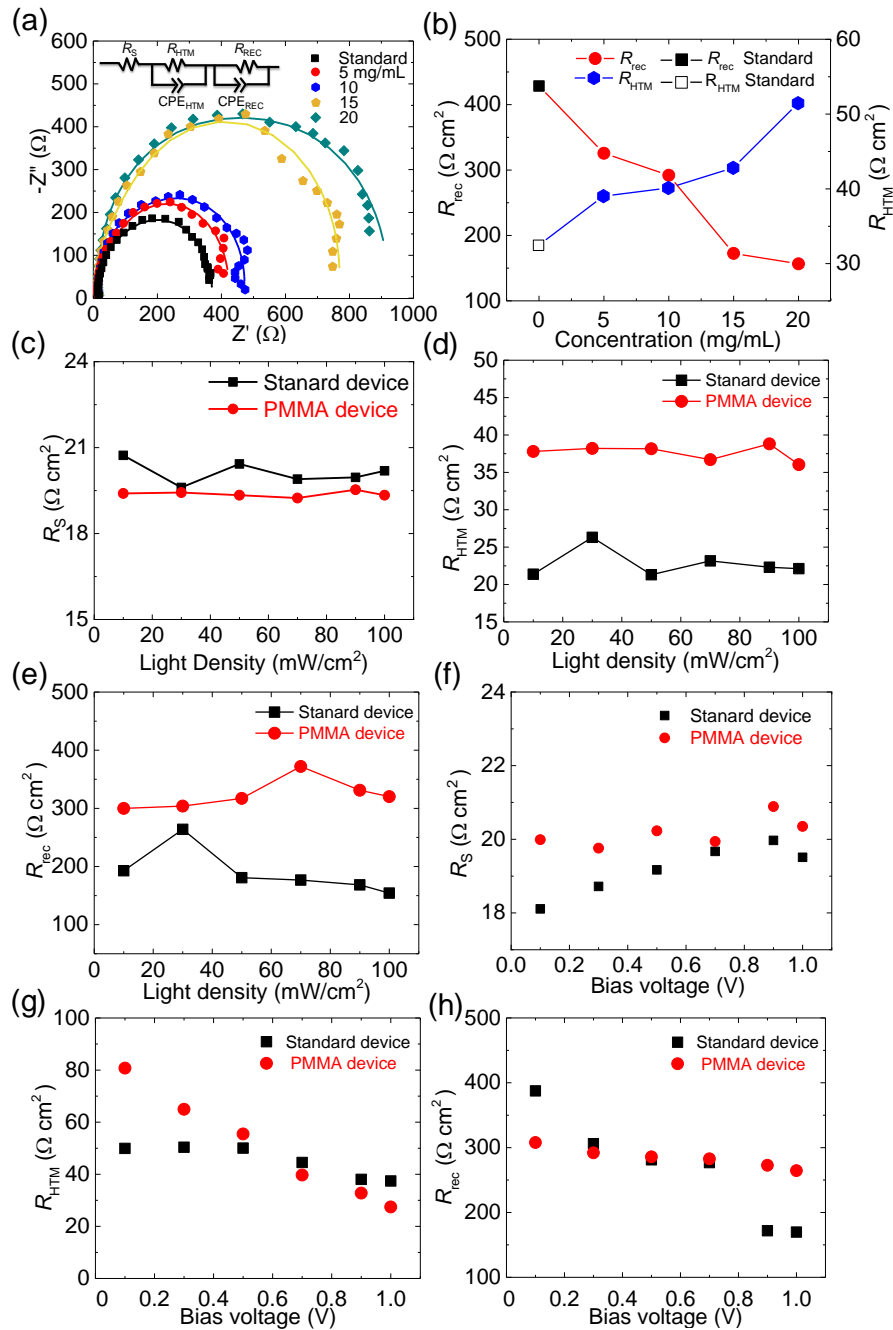 (a)
600
500
400
300
200
100
0
-Z" (Ω)
R_S R_HTM R_REC
CPE_HTM CPE_REC
Standard
5 mg/mL
10
15
20
0 200 400 600 800 1000
Z' (Ω)
(b)
500
400
300
200
100
R_rec (Ω cm²)
R_rec R_rec Standard
R_HTM R_HTM Standard
60
50
40
30
R_HTM (Ω cm²)
0 5 10 15 20
Concentration (mg/mL)
(c)
24
21
18
15
R_S (Ω cm²)
Stanard device
PMMA device
0 20 40 60 80 100
Light Density (mW/cm²)
(d)
50
45
40
35
30
25
20
15
R_HTM (Ω cm²)
Stanard device
PMMA device
0 20 40 60 80 100
Light density (mW/cm²)
(e)
500
400
300
200
100
R_rec (Ω cm²)
Stanard device
PMMA device
0 20 40 60 80 100
Light density (mW/cm²)
(f)
24
22
20
18
R_S (Ω cm²)
Stanard device
PMMA device
0.0 0.2 0.4 0.6 0.8 1.0
Bias voltage (V)
(g)
100
80
60
40
20
0
R_HTM (Ω cm²)
Standard device
PMMA device
0.0 0.2 0.4 0.6 0.8 1.0
Bias voltage (V)
(h)
500
400
300
200
100
R_rec (Ω cm²)
Standard device
PMMA device
0.0 0.2 0.4 0.6 0.8 1.0
Bias voltage (V)